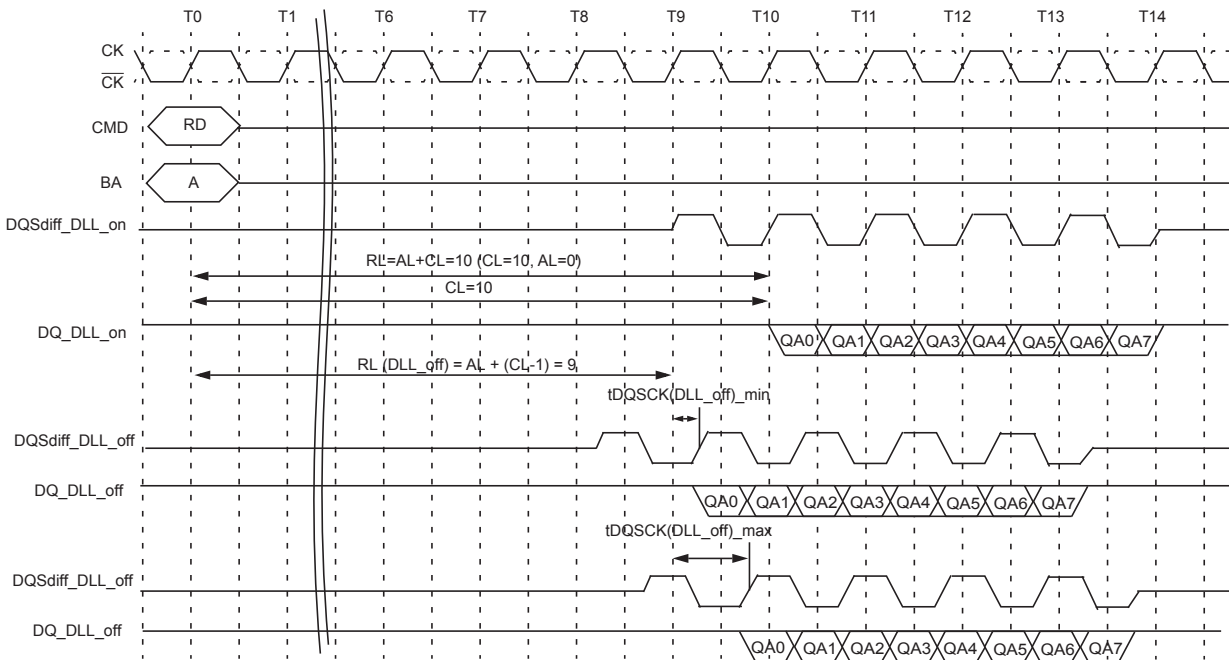 T0 T1 T6 T7 T8 T9 T10 T11 T12 T13 T14
CK
CK
CMD RD
BA A
DQSdiff_DLL_on
RL=AL+CL=10 (CL=10, AL=0)
CL=10
DQ_DLL_on QA0 QA1 QA2 QA3 QA4 QA5 QA6 QA7
RL (DLL_off) = AL + (CL-1) = 9
tDQSCK(DLL_off)_min
DQSdiff_DLL_off
DQ_DLL_off QA0 QA1 QA2 QA3 QA4 QA5 QA6 QA7
tDQSCK(DLL_off)_max
DQSdiff_DLL_off
DQ_DLL_off QA0 QA1 QA2 QA3 QA4 QA5 QA6 QA7